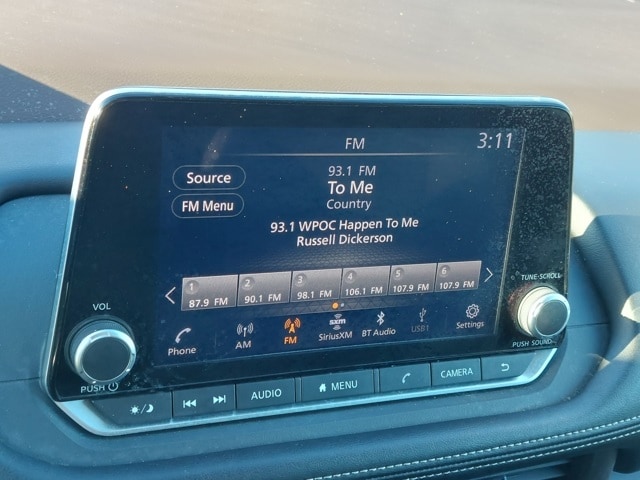 FM
3:11
Source
93.1 FM
To Me
FM Menu
Country
93.1 WPOC Happen To Me
Russell Dickerson
1 2 3 4 5 6
87.9 FM 90.1 FM 98.1 FM 106.1 FM 107.9 FM 107.9 FM
TUNE·SCROLL
VOL
Phone AM FM SiriusXM BT Audio USB1 Settings
sxm
PUSH
PUSH SOUND
AUDIO MENU CAMERA